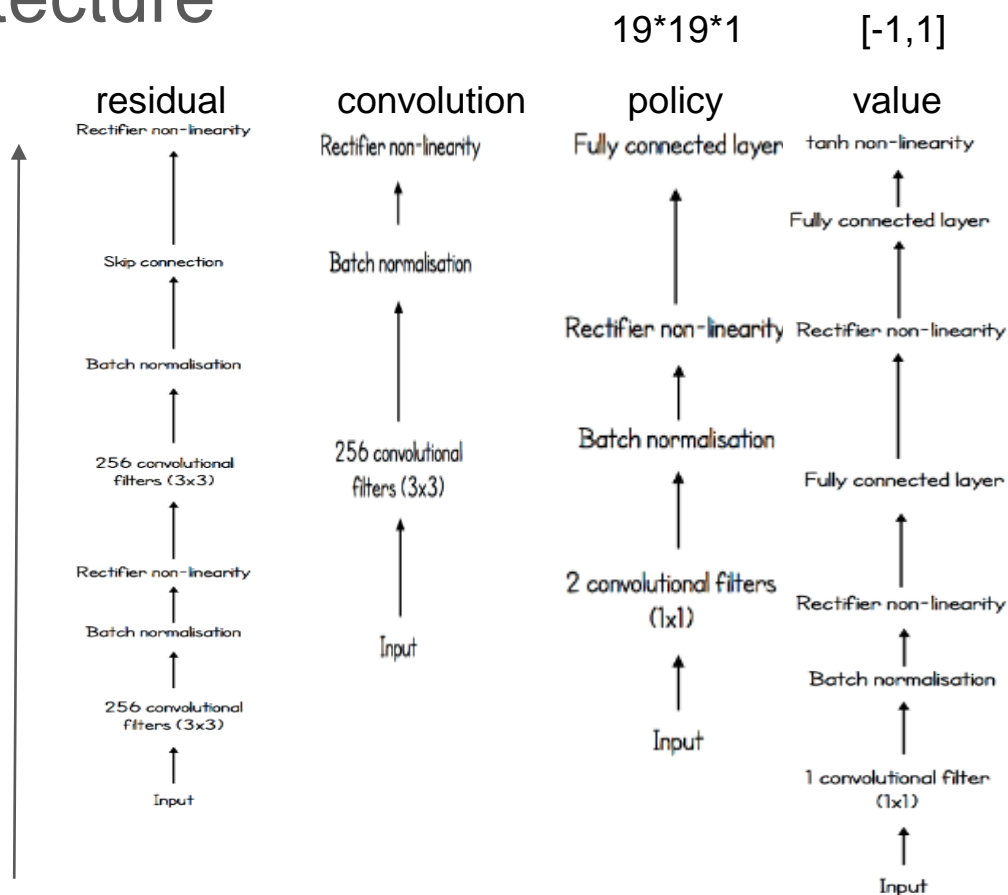 tecture
19*19*1
[-1,1]
residual
Rectifier non-linearity
Skip connection
Batch normalisation
256 convolutional
filters (3x3)
Rectifier non-linearity
Batch normalisation
256 convolutional
filters (3x3)
Input
convolution
Rectifier non-linearity
Batch normalisation
256 convolutional
filters (3x3)
Input
policy
Fully connected layer
Rectifier non-linearity
Batch normalisation
2 convolutional filters
(1x1)
Input
value
tanh non-linearity
Fully connected layer
Rectifier non-linearity
Fully connected layer
Rectifier non-linearity
Batch normalisation
1 convolutional filter
(1x1)
Input